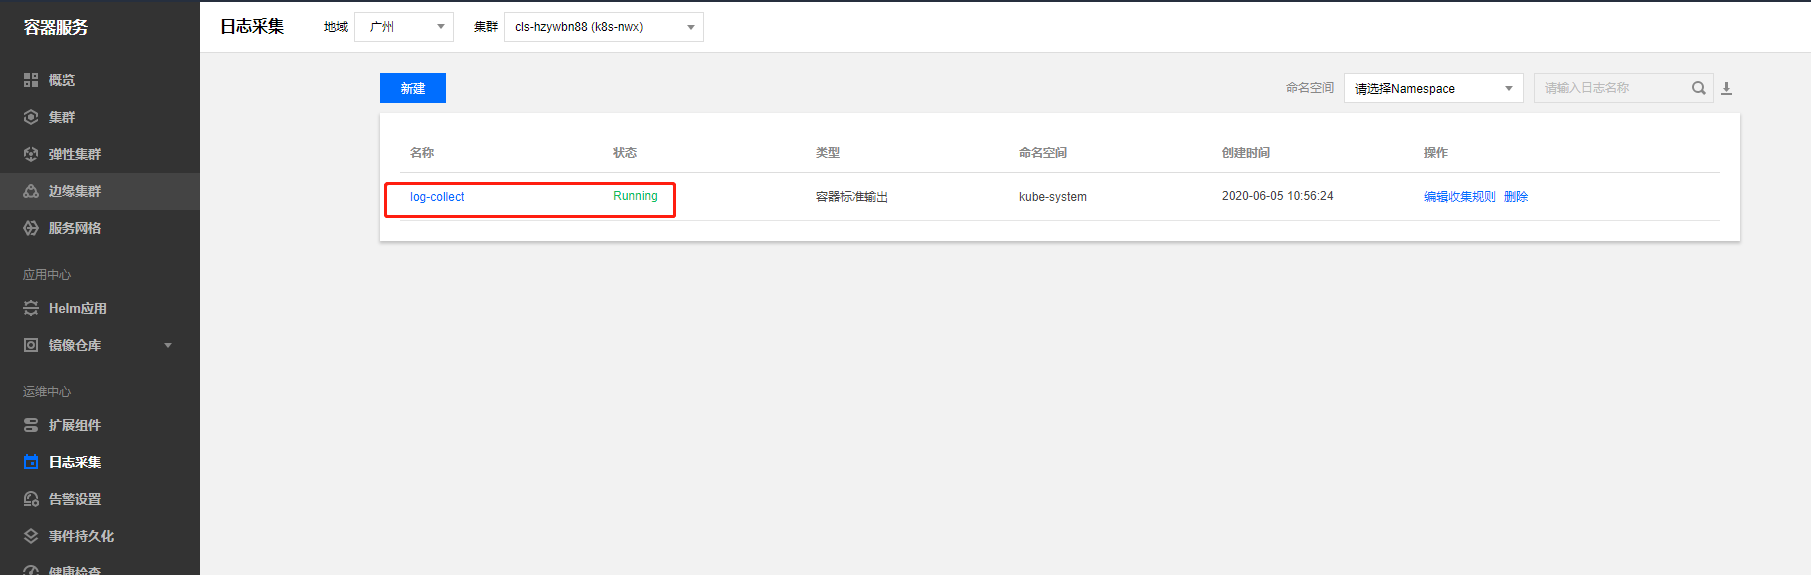 容器服务
概览
集群
弹性集群
边缘集群
服务网格
应用中心
Helm应用
镜像仓库
运维中心
扩展组件
日志采集
告警设置
事件持久化
健康检查
日志采集 地域 广州 集群 cls-hzywbn88 (k8s-nwx)
新建 命名空间 请选择Namespace 请输入日志名称
名称 状态 类型 命名空间 创建时间 操作
log-collect Running 容器标准输出 kube-system 2020-06-05 10:56:24 编辑收集规则 删除